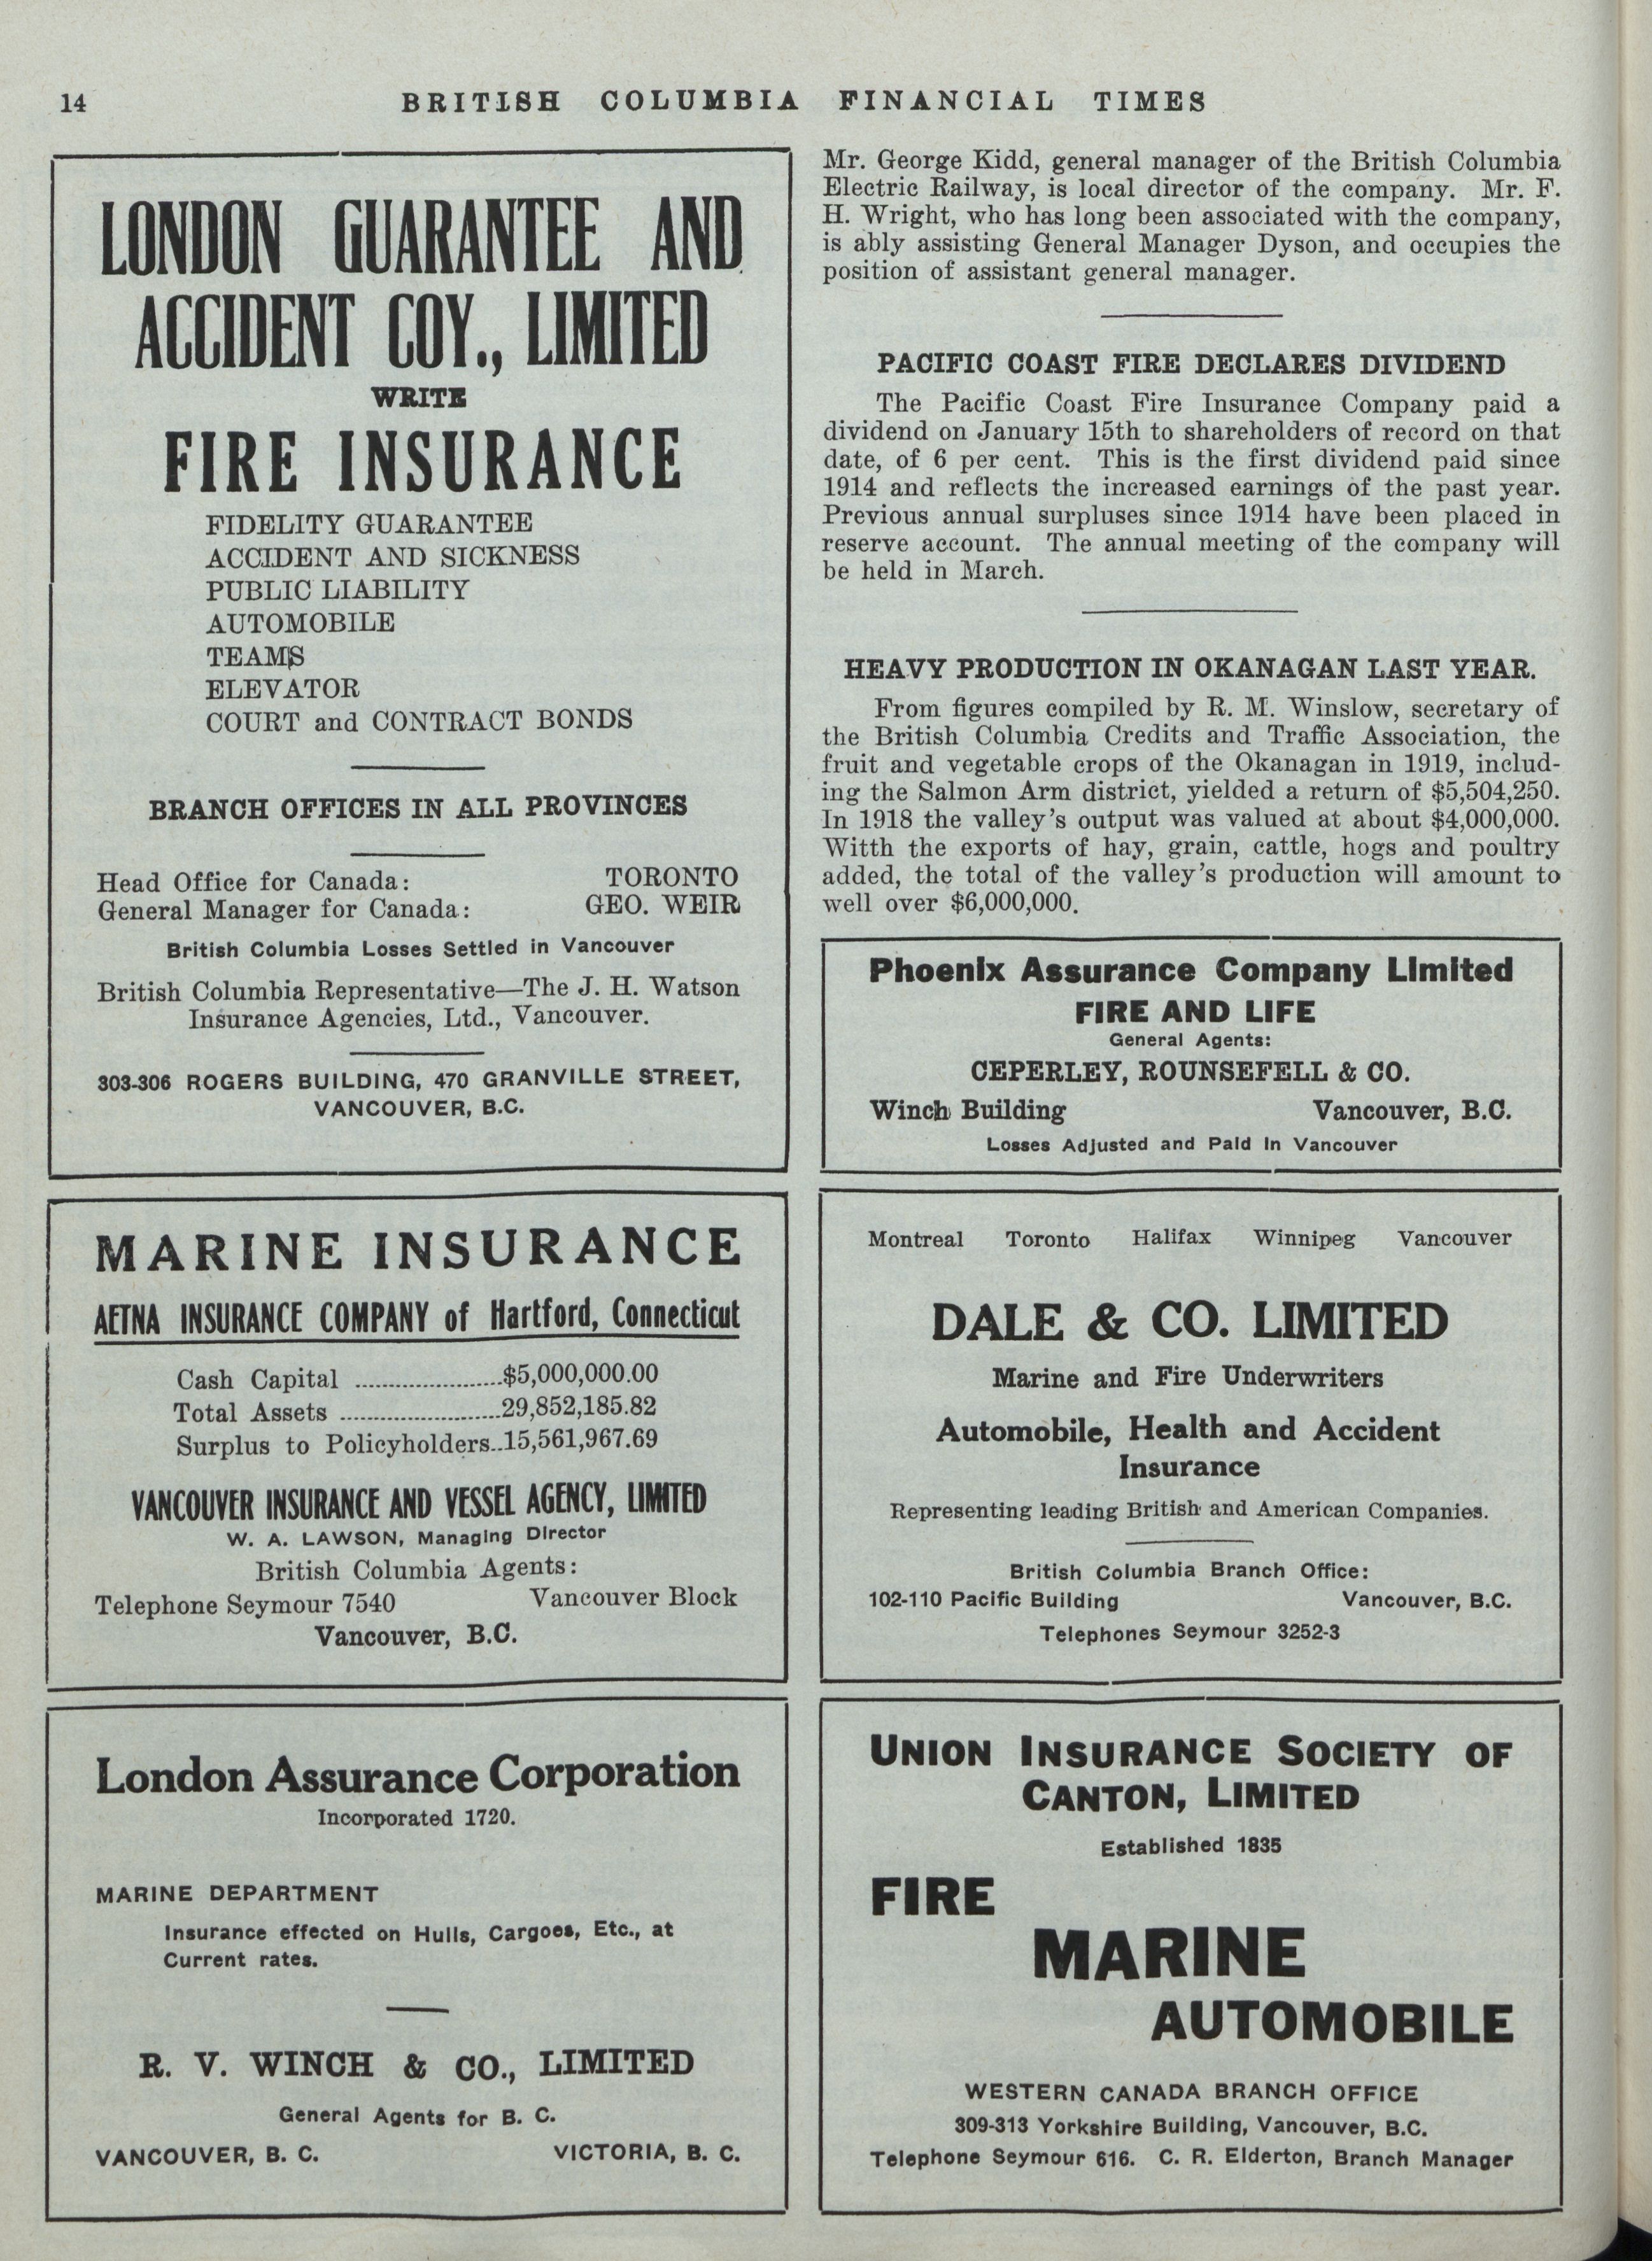 14
BRITISH COLUMBIA FINANCIAL TIMES
LONDON GUARANTEE AND
ACCIDENT COY., LIMITED
WRITE
FIRE INSURANCE
FIDELITY GUARANTEE
ACCIDENT AND SICKNESS
PUBLIC LIABILITY
AUTOMOBILE
TEAMS
ELEVATOR
COURT and CONTRACT BONDS
BRANCH OFFICES IN ALL PROVINCES
Head Office for Canada: TORONTO
General Manager for Canada: GEO. WEIR
British Columbia Losses Settled in Vancouver
British Columbia Representative—The J. H. Watson
Insurance Agencies, Ltd., Vancouver.
303-306 ROGERS BUILDING, 470 GRANVILLE STREET,
VANCOUVER, B.C.
MARINE INSURANCE
AETNA INSURANCE COMPANY of Hartford, Connecticut
Cash Capital ......................$5,000,000.00
Total Assets ........................29,852,185.82
Surplus to Policyholders..15,561,967.69
VANCOUVER INSURANCE AND VESSEL AGENCY, LIMITED
W. A. LAWSON, Managing Director
British Columbia Agents:
Telephone Seymour 7540 Vancouver Block
Vancouver, B.C.
London Assurance Corporation
Incorporated 1720.
MARINE DEPARTMENT
Insurance effected on Hulls, Cargoes, Etc., at
Current rates.
R. V. WINCH & CO., LIMITED
General Agents for B. C.
VANCOUVER, B. C. VICTORIA, B. C.
Mr. George Kidd, general manager of the British Columbia
Electric Railway, is local director of the company. Mr. F.
H. Wright, who has long been associated with the company,
is ably assisting General Manager Dyson, and occupies the
position of assistant general manager.
PACIFIC COAST FIRE DECLARES DIVIDEND
The Pacific Coast Fire Insurance Company paid a
dividend on January 15th to shareholders of record on that
date, of 6 per cent. This is the first dividend paid since
1914 and reflects the increased earnings of the past year.
Previous annual surpluses since 1914 have been placed in
reserve account. The annual meeting of the company will
be held in March.
HEAVY PRODUCTION IN OKANAGAN LAST YEAR.
From figures compiled by R. M. Winslow, secretary of
the British Columbia Credits and Traffic Association, the
fruit and vegetable crops of the Okanagan in 1919, includ-
ing the Salmon Arm district, yielded a return of $5,504,250.
In 1918 the valley's output was valued at about $4,000,000.
Witth the exports of hay, grain, cattle, hogs and poultry
added, the total of the valley's production will amount to
well over $6,000,000.
Phoenix Assurance Company Limited
FIRE AND LIFE
General Agents:
CEPERLEY, ROUNSEFELL & CO.
Winch Building Vancouver, B.C.
Losses Adjusted and Paid in Vancouver
Montreal Toronto Halifax Winnipeg Vancouver
DALE & CO. LIMITED
Marine and Fire Underwriters
Automobile, Health and Accident
Insurance
Representing leading British and American Companies.
British Columbia Branch Office:
102-110 Pacific Building Vancouver, B.C.
Telephones Seymour 3252-3
UNION INSURANCE SOCIETY OF
CANTON, LIMITED
Established 1835
FIRE
MARINE
AUTOMOBILE
WESTERN CANADA BRANCH OFFICE
309-313 Yorkshire Building, Vancouver, B.C.
Telephone Seymour 616. C. R. Elderton, Branch Manager